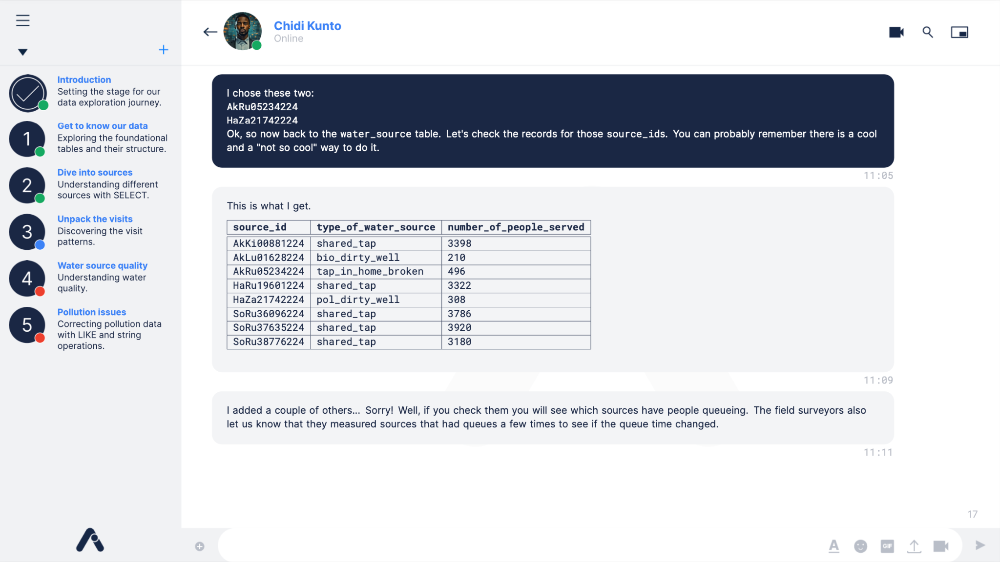 Chidi Kunto
Online
Introduction
Setting the stage for our
data exploration journey.
1
Get to know our data
Exploring the foundational
tables and their structure.
2
Dive into sources
Understanding different
sources with SELECT.
3
Unpack the visits
Discovering the visit
patterns.
4
Water source quality
Understanding water
quality.
5
Pollution issues
Correcting pollution data
with LIKE and string
operations.
I chose these two:
AkRu05234224
HaZa21742224
Ok, so now back to the water_source table. Let's check the records for those source_ids. You can probably remember there is a cool
and a "not so cool" way to do it.
11:05
This is what I get.
source_id type_of_water_source number_of_people_served
AkKi00881224 shared_tap 3398
AkLu01628224 bio_dirty_well 210
AkRu05234224 tap_in_home_broken 496
HaRu19601224 shared_tap 3322
HaZa21742224 pol_dirty_well 308
SoRu36096224 shared_tap 3786
SoRu37635224 shared_tap 3920
SoRu38776224 shared_tap 3180
11:09
I added a couple of others... Sorry! Well, if you check them you will see which sources have people queueing. The field surveyors also
let us know that they measured sources that had queues a few times to see if the queue time changed.
11:11
17
A
GIF